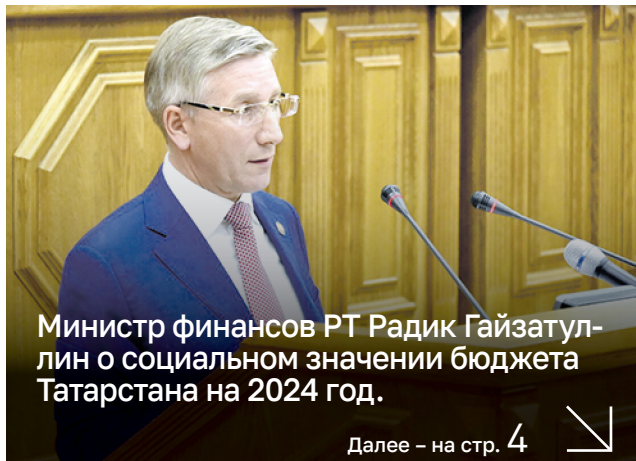 Министр финансов РТ Радик Гайзатул-
лин о социальном значении бюджета
Татарстана на 2024 год.
Далее – на стр. 4